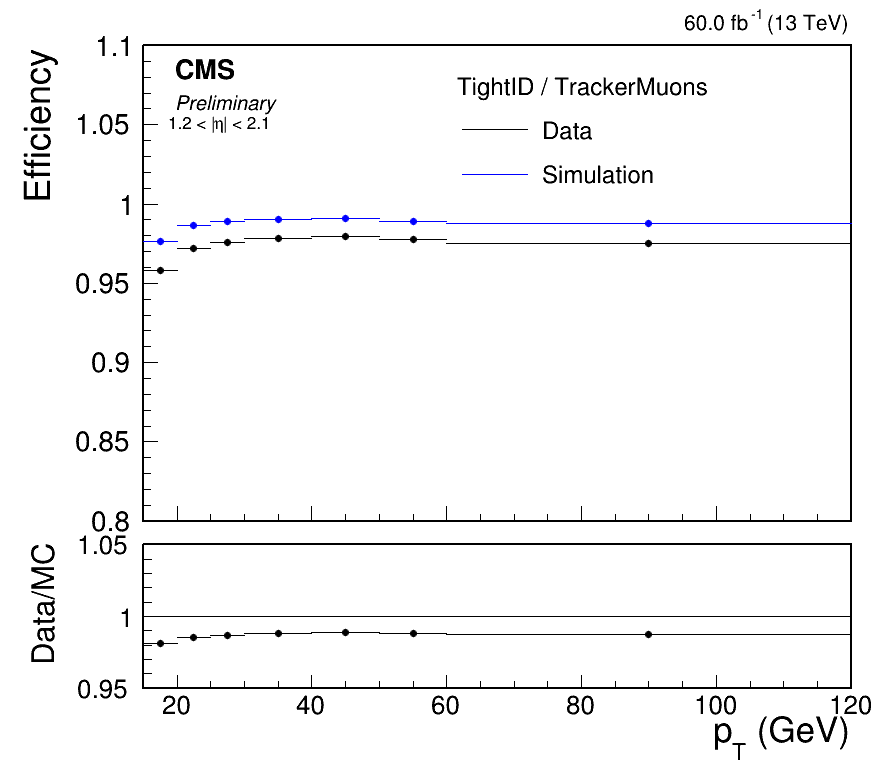 60.0 fb⁻¹ (13 TeV)
CMS
Preliminary
1.2 < |η| < 2.1
TightID / TrackerMuons
Data
Simulation
Efficiency
1.1
1.05
1
0.95
0.9
0.85
0.8
Data/MC
1.05
1
0.95
20 40 60 80 100 120
p_T (GeV)